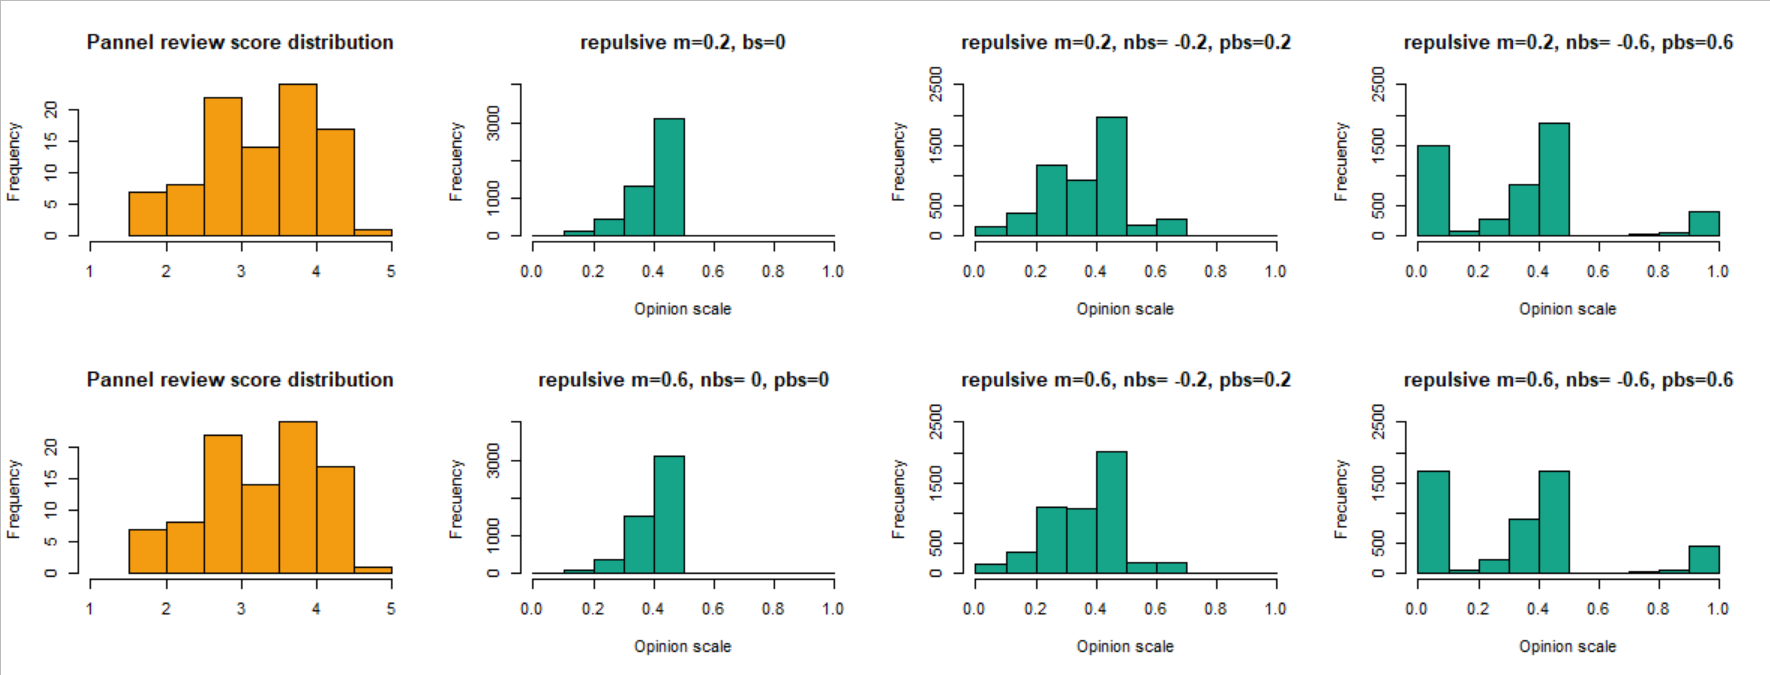 Pannel review score distribution
Frequency
20
15
10
5
0
1 2 3 4 5
repulsive m=0.2, bs=0
Frecuency
3000
1000
0
0.0 0.2 0.4 0.6 0.8 1.0
Opinion scale
repulsive m=0.2, nbs= -0.2, pbs=0.2
Frecuency
2500
1500
500
0
0.0 0.2 0.4 0.6 0.8 1.0
Opinion scale
repulsive m=0.2, nbs= -0.6, pbs=0.6
Frecuency
2500
1500
500
0
0.0 0.2 0.4 0.6 0.8 1.0
Opinion scale
Pannel review score distribution
Frequency
20
15
10
5
0
1 2 3 4 5
repulsive m=0.6, nbs= 0, pbs=0
Frecuency
3000
1000
0
0.0 0.2 0.4 0.6 0.8 1.0
Opinion scale
repulsive m=0.6, nbs= -0.2, pbs=0.2
Frecuency
2500
1500
500
0
0.0 0.2 0.4 0.6 0.8 1.0
Opinion scale
repulsive m=0.6, nbs= -0.6, pbs=0.6
Frecuency
2500
1500
500
0
0.0 0.2 0.4 0.6 0.8 1.0
Opinion scale